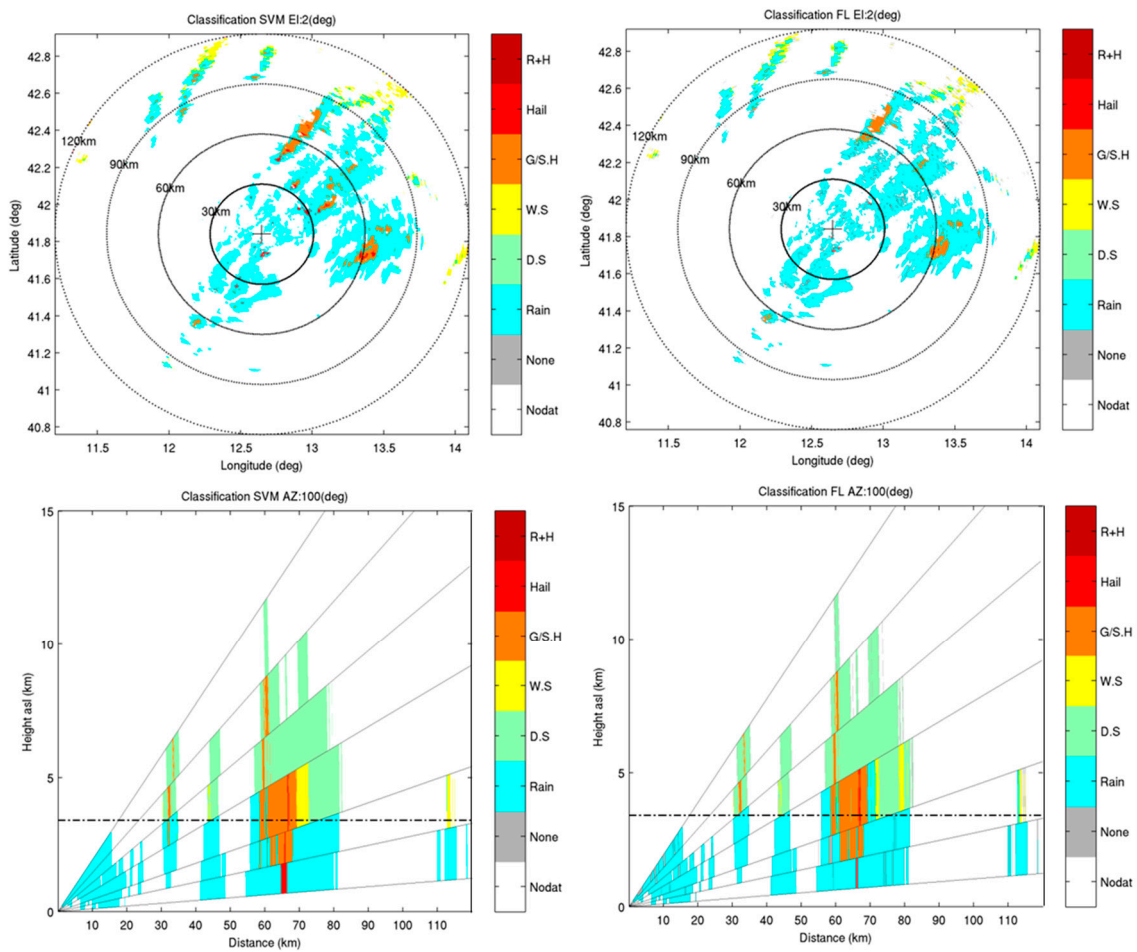 Classification SVM El:2(deg)
42.8
42.6
42.4
42.2
42
41.8
41.6
41.4
41.2
41
40.8
Latitude (deg)
120km
90km
60km
30km
11.5
12
12.5
13
13.5
14
Longitude (deg)
R+H
Hail
G/S.H
W.S
D.S
Rain
None
Nodat
Classification FL El:2(deg)
42.8
42.6
42.4
42.2
42
41.8
41.6
41.4
41.2
41
40.8
Latitude (deg)
120km
90km
60km
30km
11.5
12
12.5
13
13.5
14
Longitude (deg)
R+H
Hail
G/S.H
W.S
D.S
Rain
None
Nodat
Classification SVM AZ:100(deg)
15
10
5
0
Height asl (km)
10
20
30
40
50
60
70
80
90
100
110
Distance (km)
R+H
Hail
G/S.H
W.S
D.S
Rain
None
Nodat
Classification FL AZ:100(deg)
15
10
5
0
Height asl (km)
10
20
30
40
50
60
70
80
90
100
110
Distance (km)
R+H
Hail
G/S.H
W.S
D.S
Rain
None
Nodat